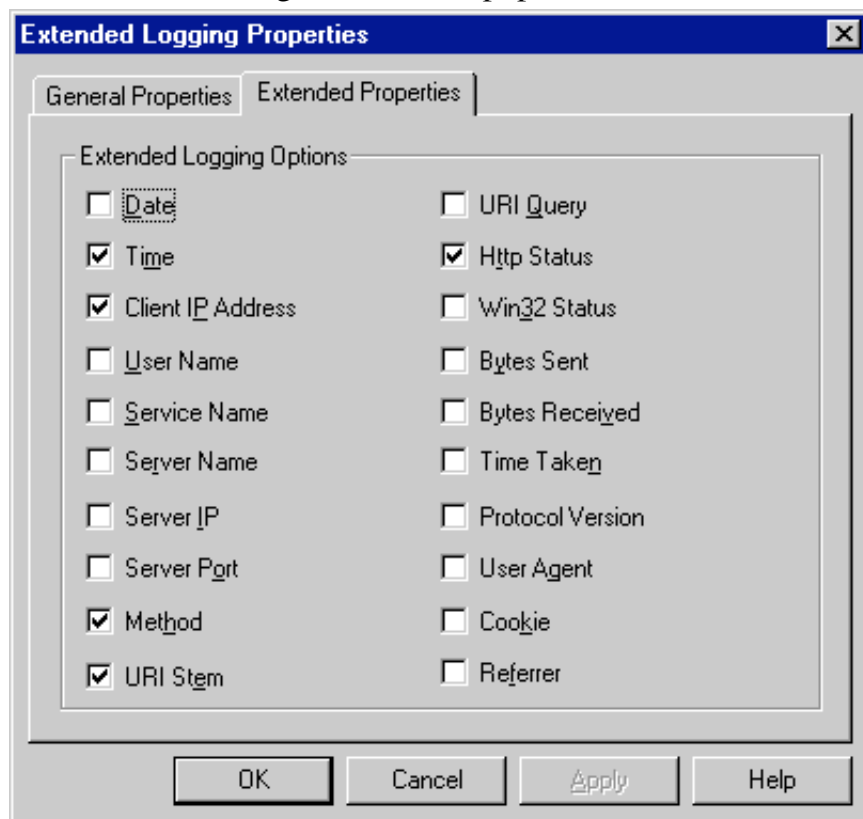 Extended Logging Properties
General Properties
Extended Properties
Extended Logging Options
Date
Time
Client IP Address
User Name
Service Name
Server Name
Server IP
Server Port
Method
URI Stem
URI Query
Http Status
Win32 Status
Bytes Sent
Bytes Received
Time Taken
Protocol Version
User Agent
Cookie
Referrer
OK
Cancel
Apply
Help